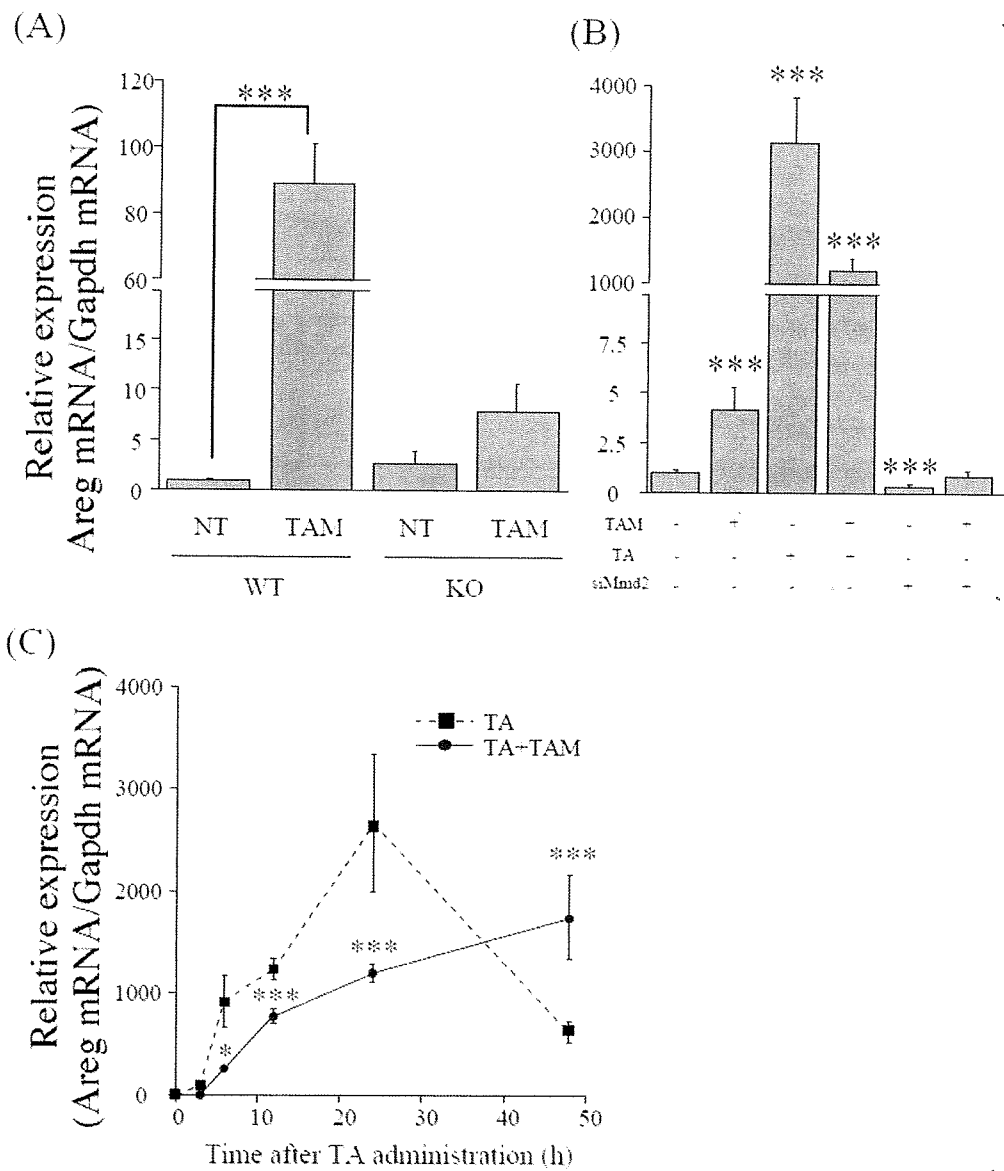 (A)
120
100
80
60
15
10
5
0
***
Relative expression
Areg mRNA/Gapdh mRNA)
NT TAM NT TAM
WT KO
(B)
4000
3000
2000
1000
7.5
5
2.5
0
***
***
***
***
TAM - + - + - +
TA - - + + - -
siMmd2 - - - - + +
(C)
Relative expression
(Areg mRNA/Gapdh mRNA)
4000
3000
2000
1000
0
TA
TA+TAM
*
***
***
***
0 10 20 30 40 50
Time after TA administration (h)